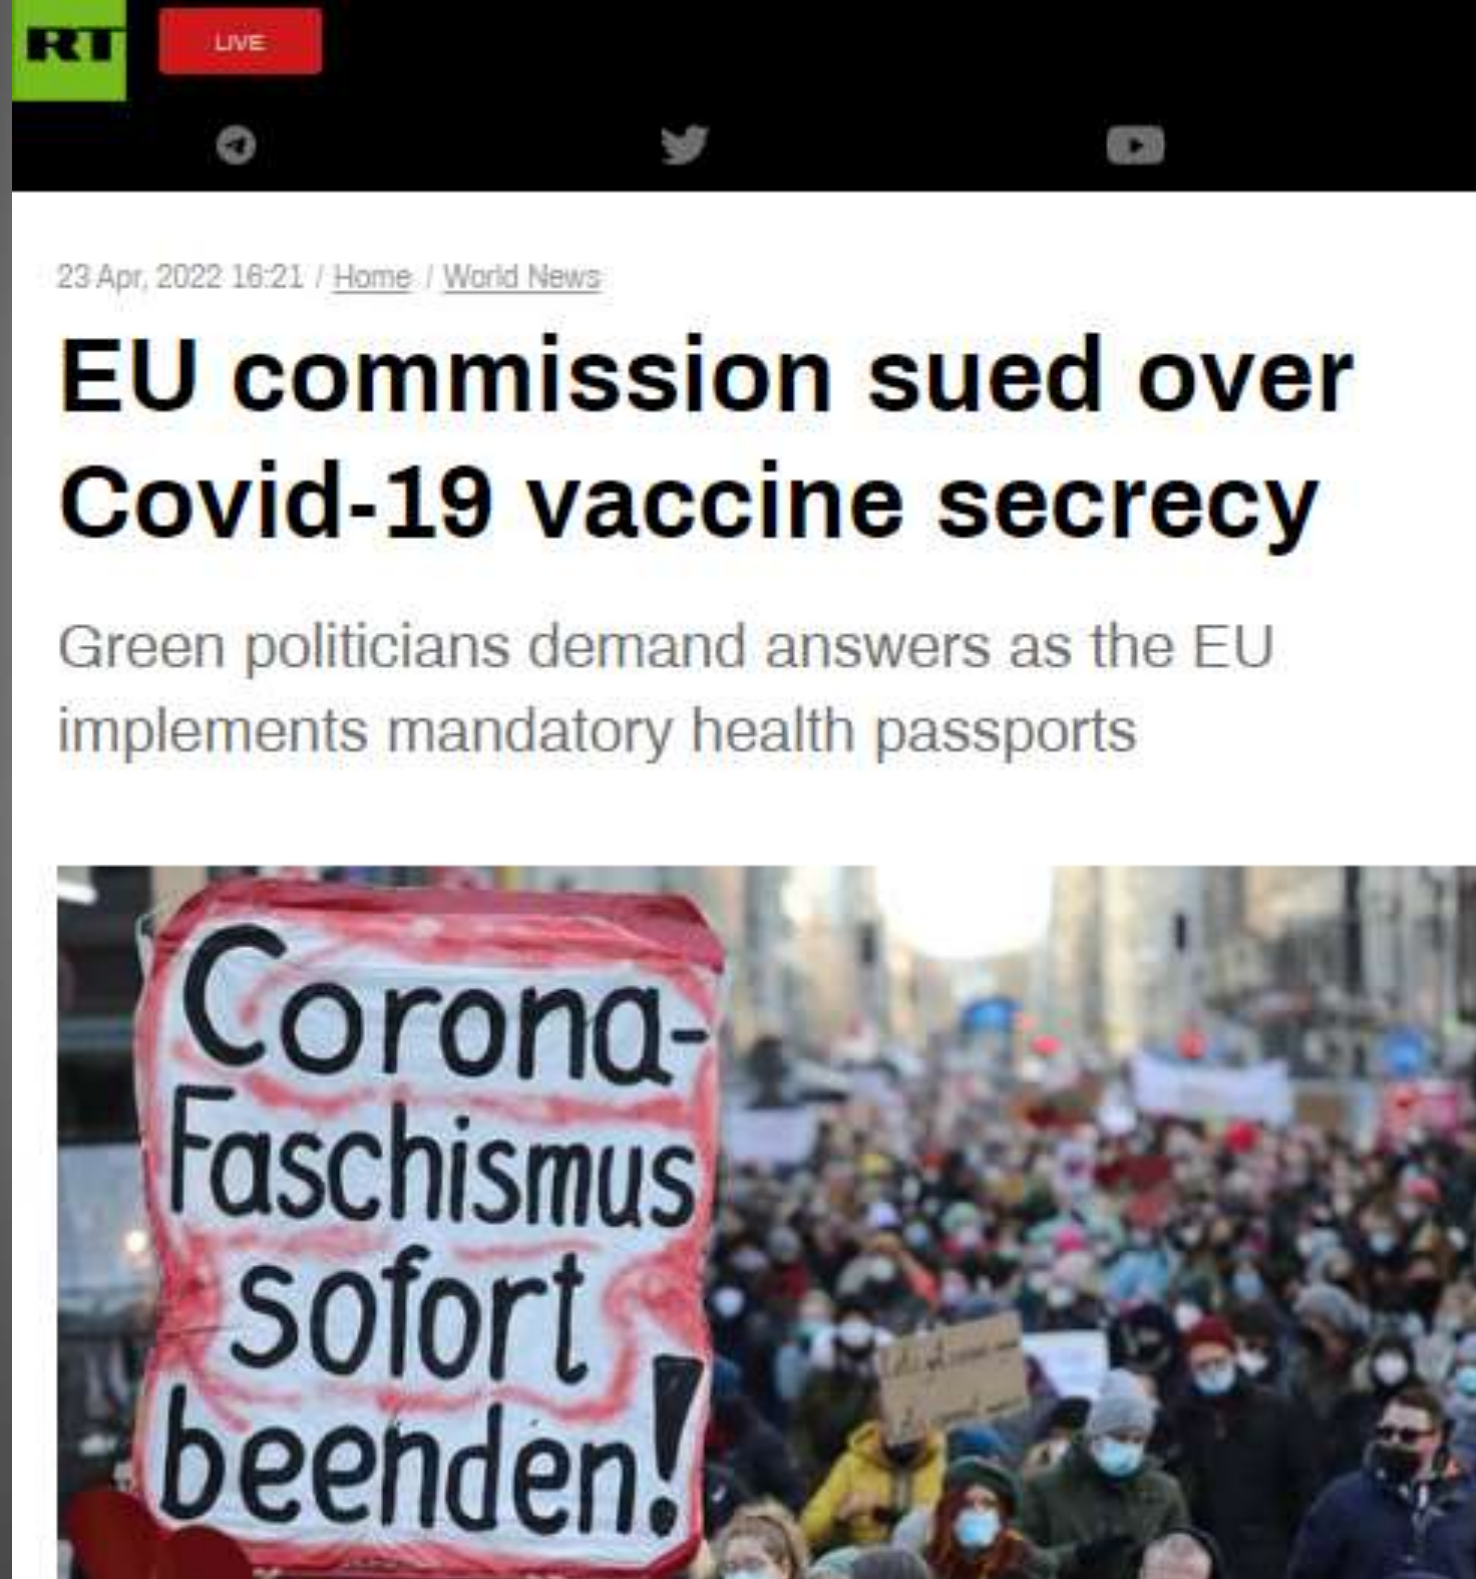 RT
LIVE
23 Apr, 2022 16:21 / Home / World News
EU commission sued over
Covid-19 vaccine secrecy
Green politicians demand answers as the EU
implements mandatory health passports
Corona-
Faschismus
sofort
beenden!